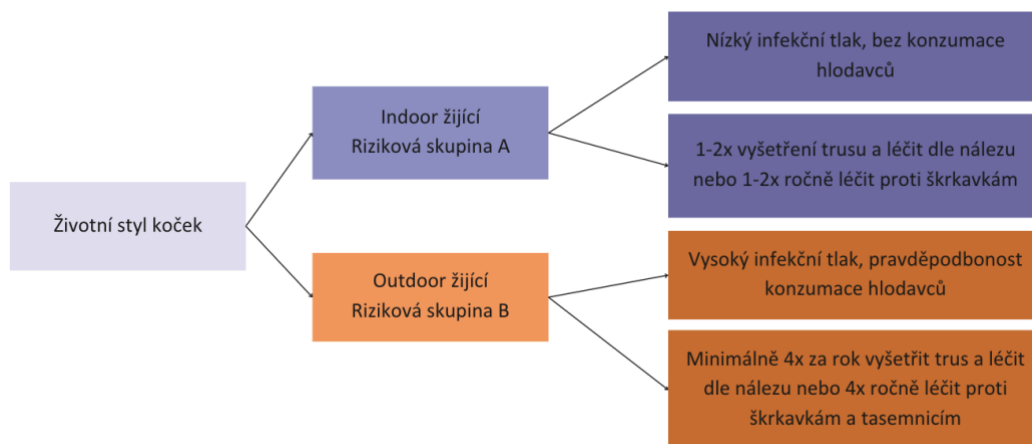 Životní styl koček
Indoor žijící
Riziková skupina A
Nízký infekční tlak, bez konzumace
hlodavců
1-2x vyšetření trusu a léčit dle nálezu
nebo 1-2x ročně léčit proti škrkavkám
Outdoor žijící
Riziková skupina B
Vysoký infekční tlak, pravděpodbonost
konzumace hlodavců
Minimálně 4x za rok vyšetřit trus a léčit
dle nálezu nebo 4x ročně léčit proti
škrkavkám a tasemnicím